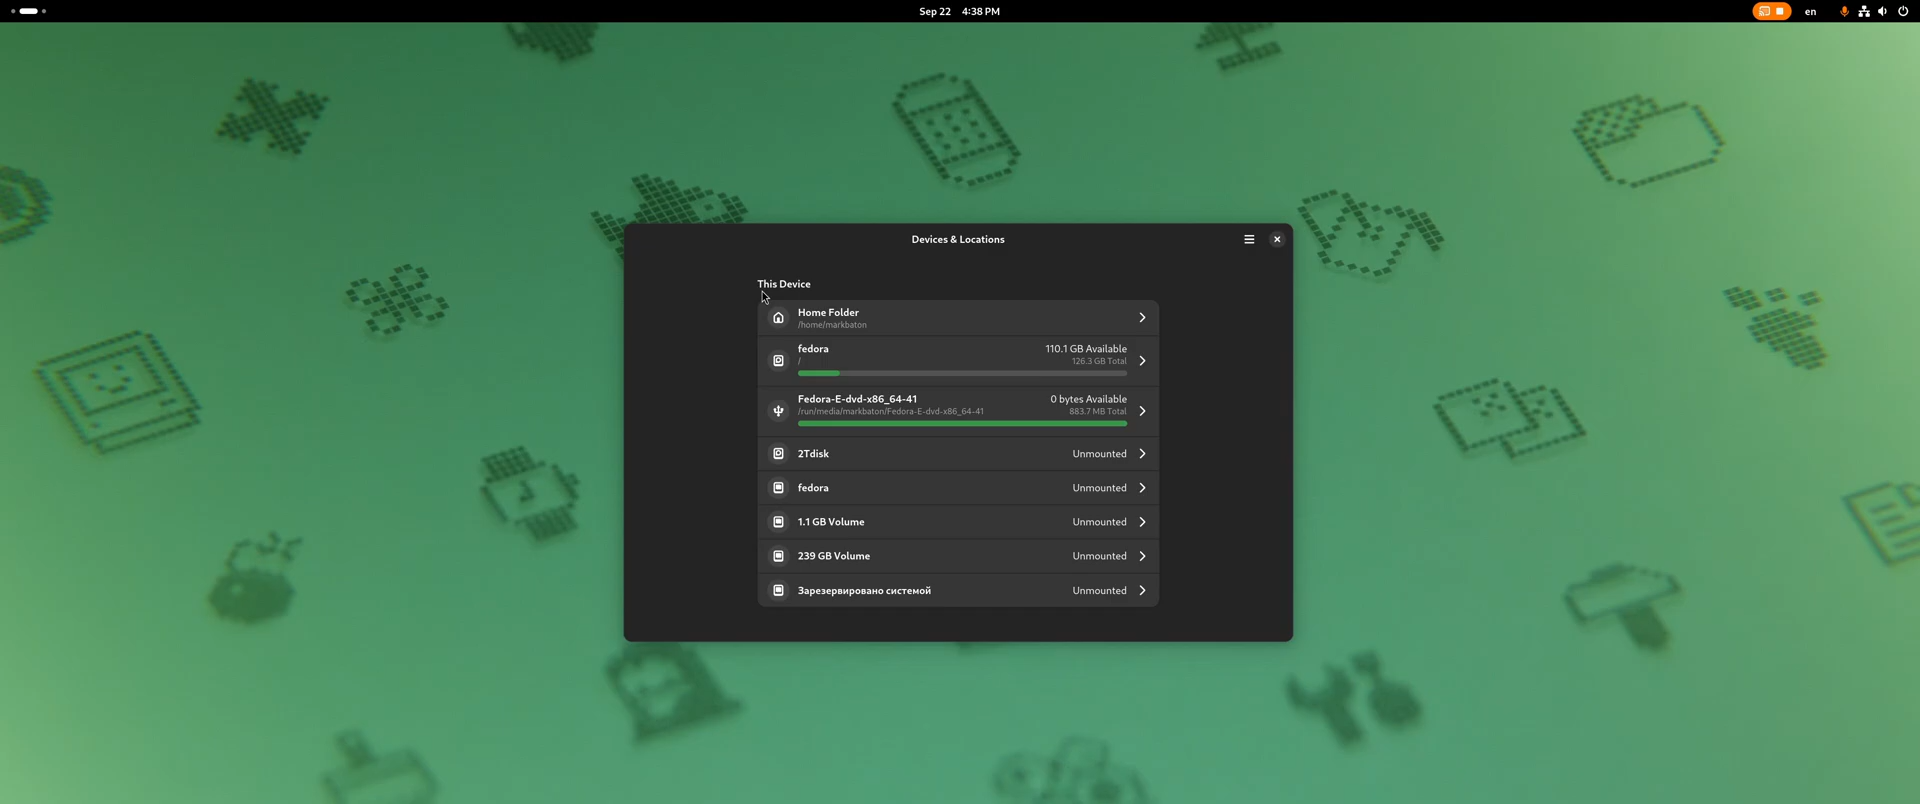 Sep 22 4:38 PM
en
Devices & Locations
This Device
Home Folder
/home/markbaton
fedora
110.1 GB Available
/
126.3 GB Total
Fedora-E-dvd-x86_64-41
0 bytes Available
/run/media/markbaton/Fedora-E-dvd-x86_64-41
883.7 MB Total
2Tdisk
Unmounted
fedora
Unmounted
1.1 GB Volume
Unmounted
239 GB Volume
Unmounted
Зарезервировано системой
Unmounted